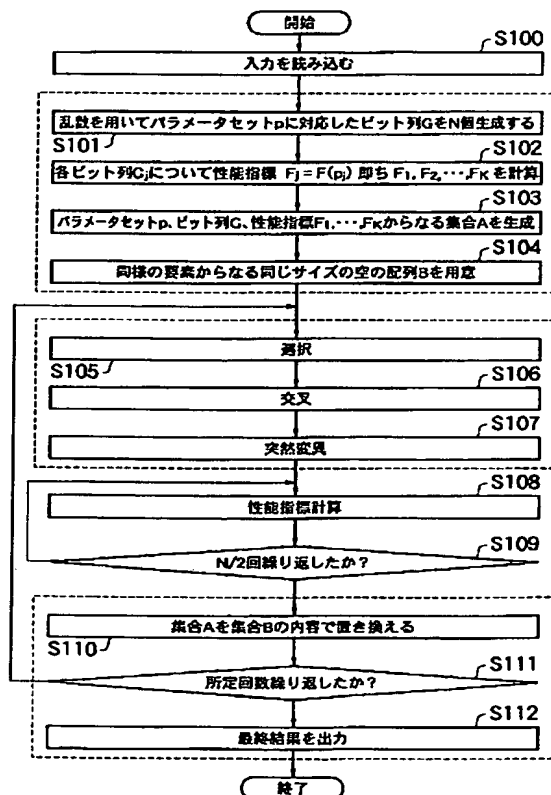 開始
S100
入力を読み込む
乱数を用いてパラメータセットpに対応したビット列GをN個生成する
S101
S102
各ビット列Cjについて性能指標 Fj=F(pj) 即ち F1, F2,・・・,FKを計算
S103
パラメータセットp、ビット列G、性能指標F1,・・・,FKからなる集合Aを生成
S104
同様の要素からなる同じサイズの空の配列Bを用意
選択
S105
S106
交叉
S107
突然変異
S108
性能指標計算
S109
N/2回繰り返したか?
集合Aを集合Bの内容で置き換える
S110
S111
所定回数繰り返したか?
S112
最終結果を出力
終了